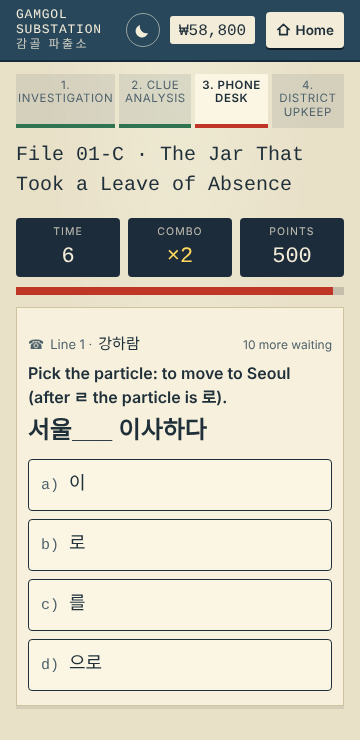 GAMGOL
SUBSTATION
감골 파출소
₩58,800
Home
1. INVESTIGATION
2. CLUE ANALYSIS
3. PHONE DESK
4. DISTRICT UPKEEP
File 01-C · The Jar That
Took a Leave of Absence
TIME
6
COMBO
×2
POINTS
500
☎ Line 1 · 강하람
10 more waiting
Pick the particle: to move to Seoul
(after ㄹ the particle is 로).
서울___ 이사하다
a) 이
b) 로
c) 를
d) 으로